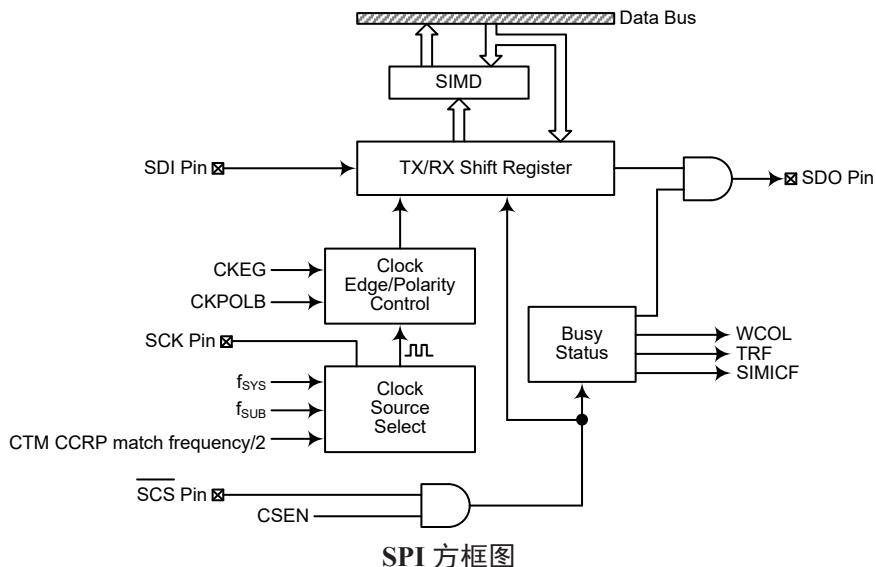 Data Bus
SIMD
SDI Pin
TX/RX Shift Register
SDO Pin
CKEG
CKPOLB
Clock
Edge/Polarity
Control
SCK Pin
Busy
Status
WCOL
TRF
SIMICF
fSYS
fSUB
CTM CCRP match frequency/2
Clock
Source
Select
SCS Pin
CSEN
SPI 方框图